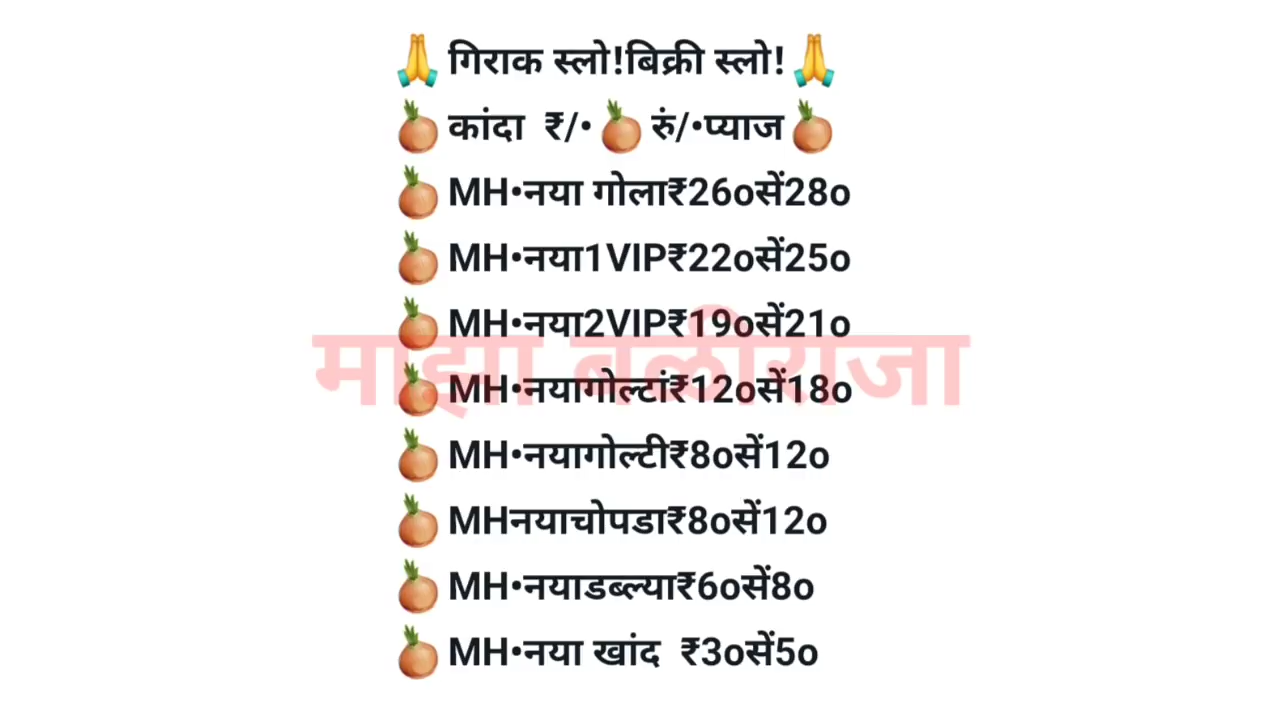 🙏गिराक स्लो!बिक्री स्लो!🙏
🧅कांदा ₹/•🧅रुं/•प्याज🧅
🧅MH•नया गोला₹26oसें28o
🧅MH•नया1VIP₹22oसें25o
🧅MH•नया2VIP₹19oसें21o
माझा बळीराजा
🧅MH•नयागोल्टां₹12oसें18o
🧅MH•नयागोल्टी₹8oसें12o
🧅MHनयाचोपडा₹8oसें12o
🧅MH•नयाडब्ल्या₹6oसें8o
🧅MH•नया खांद ₹3oसें5o